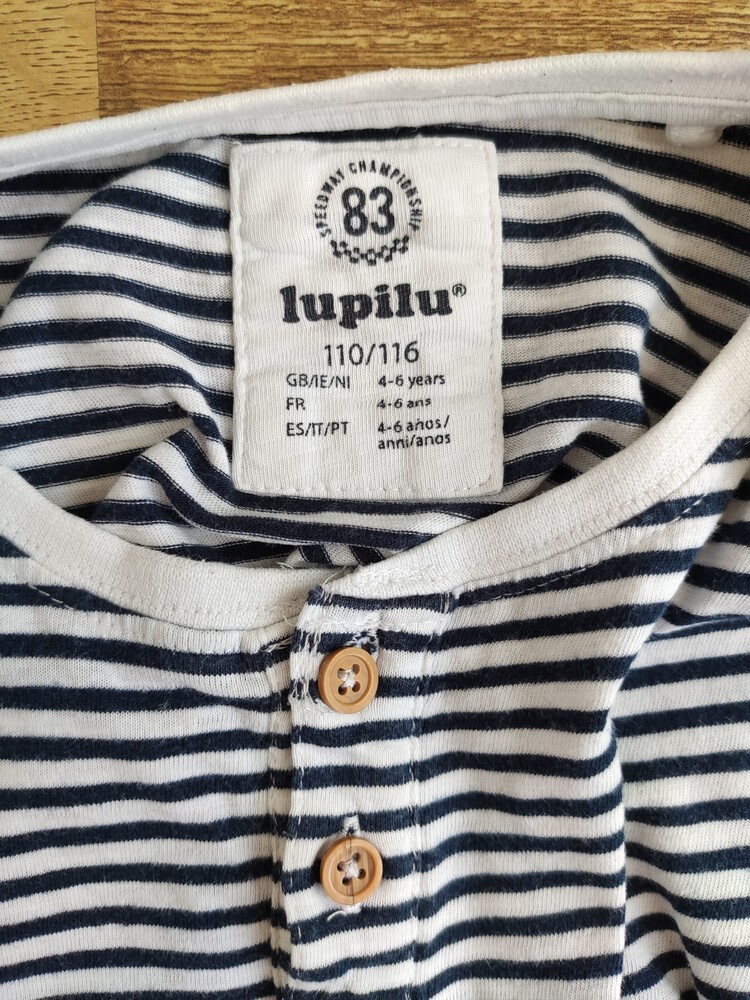 SPEEDWAY CHAMPIONSHIP
83
lupilu®
110/116
GB/IE/NI 4-6 years
FR 4-6 ans
ES/IT/PT 4-6 años/
anni/anos